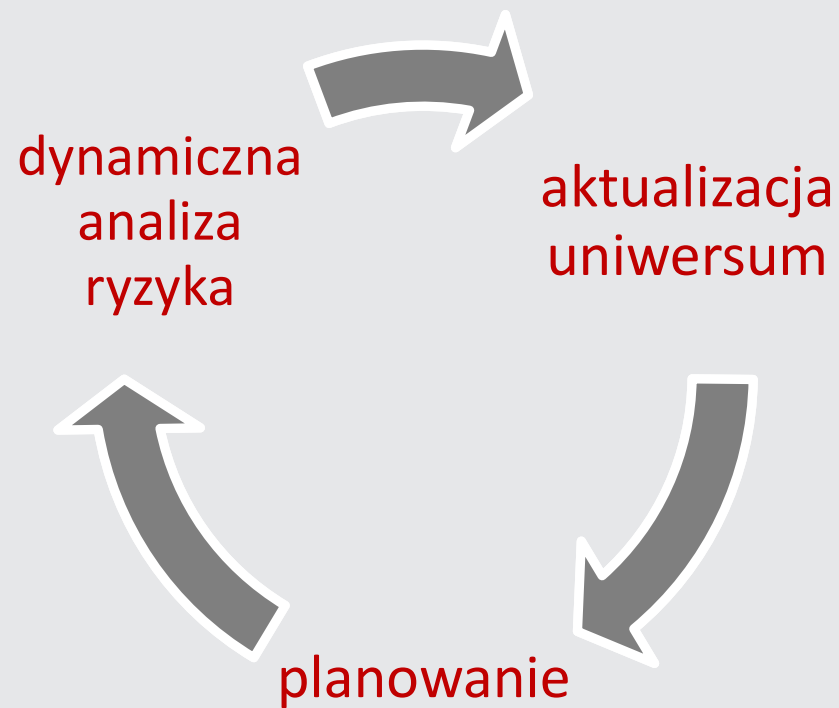 dynamiczna
analiza
ryzyka
aktualizacja
uniwersum
planowanie